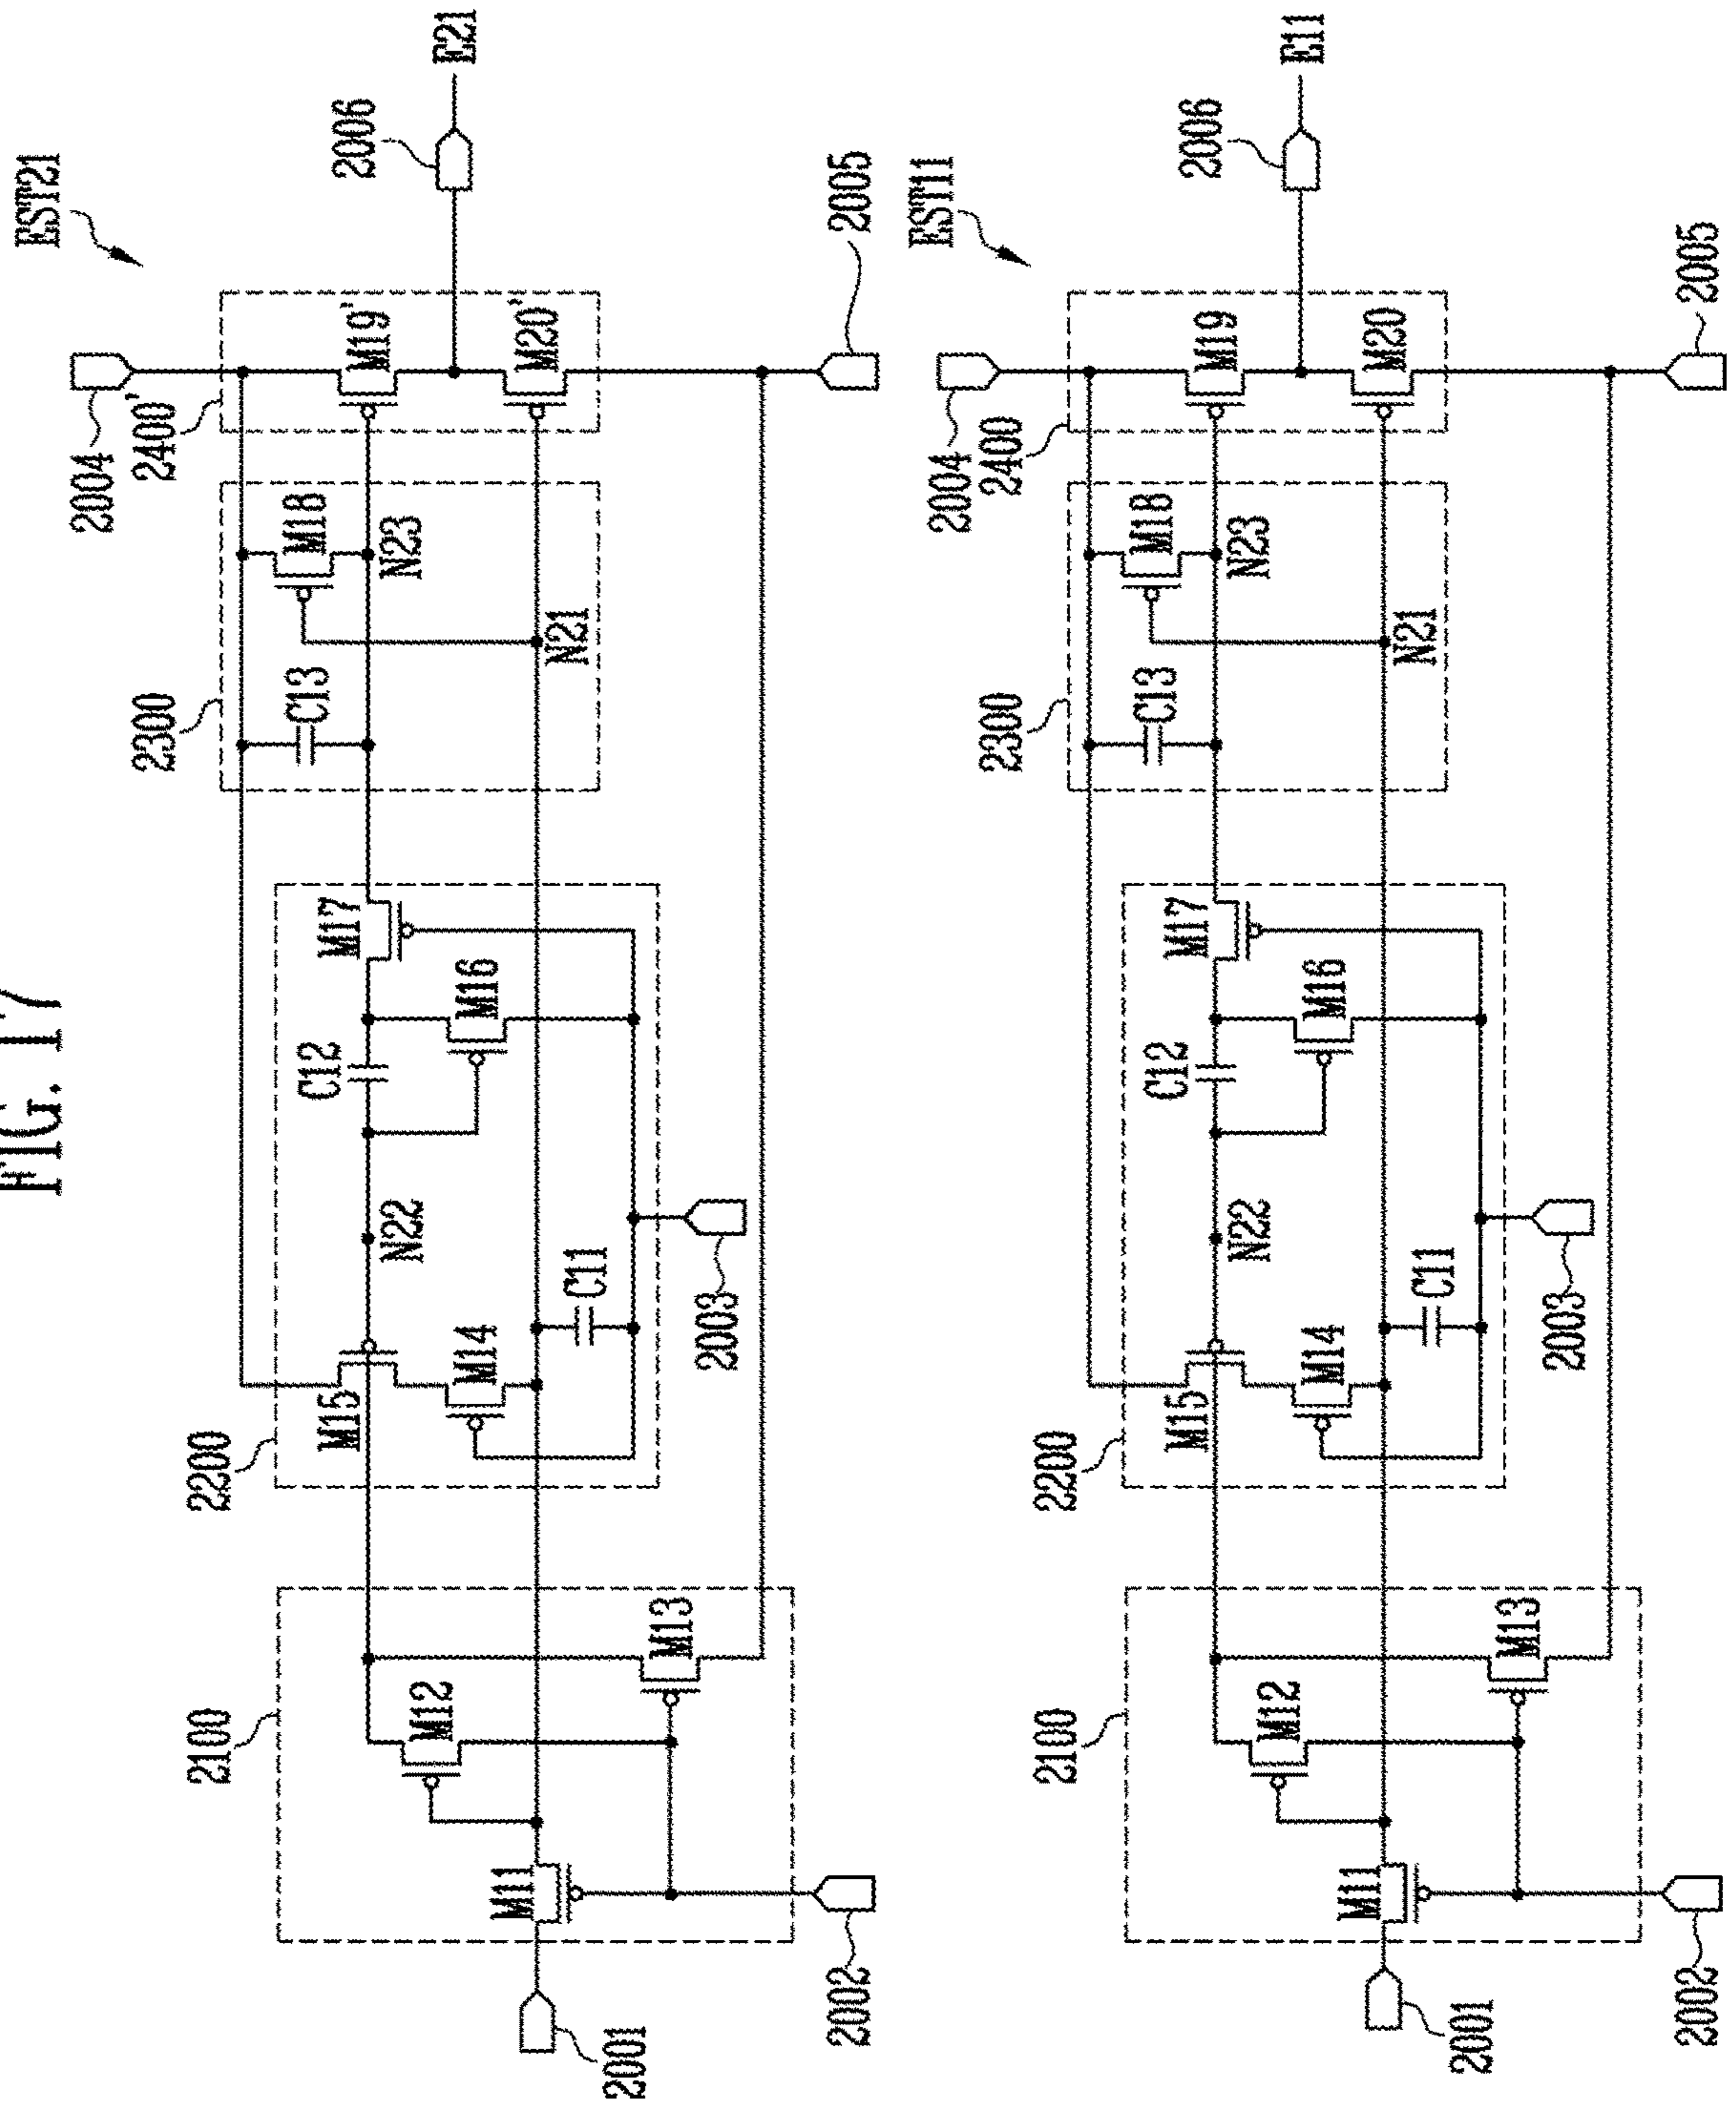 FIG. 17
EST21
2004
2300
2400'
2100
2200
C13
M18
M15
C12
M17
2006
M19'
N22
N23
M12
E21
M14
M16
M11
M20'
N21
C11
2001
M13
2003
2002
2005
EST11
2004
2300
2400
2100
2200
C13
M18
M15
C12
M17
2006
M19
N22
N23
M12
E11
M14
M16
M11
M20
N21
C11
2001
M13
2003
2002
2005